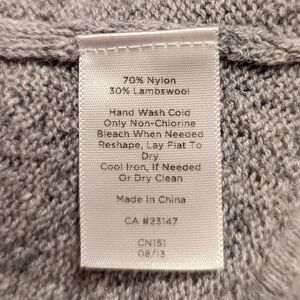 70% Nylon
30% Lambswool
Hand Wash Cold
Only Non-Chlorine
Bleach When Needed
Reshape, Lay Flat To
Dry
Cool Iron, If Needed
Or Dry Clean
Made in China
CA #23147
CN151
08/13